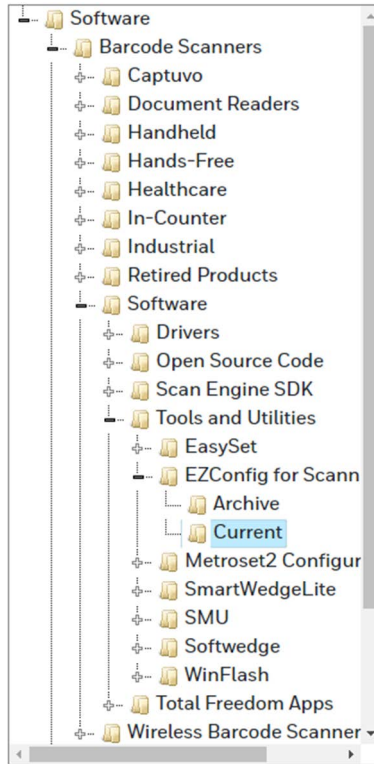 Software
Barcode Scanners
Captuvo
Document Readers
Handheld
Hands-Free
Healthcare
In-Counter
Industrial
Retired Products
Software
Drivers
Open Source Code
Scan Engine SDK
Tools and Utilities
EasySet
EZConfig for Scann
Archive
Current
Metroset2 Configur
SmartWedgeLite
SMU
Softwedge
WinFlash
Total Freedom Apps
Wireless Barcode Scanner